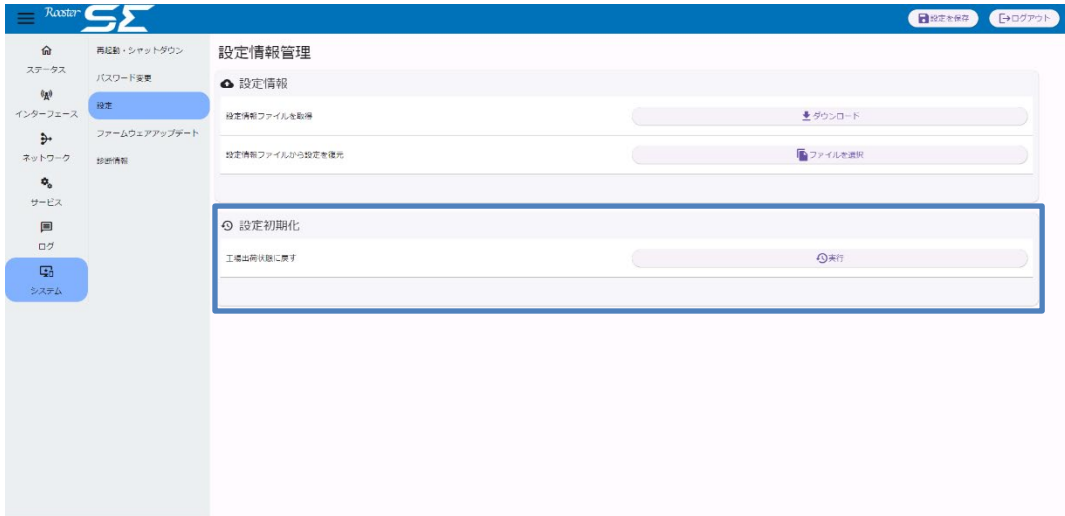 Rooster SE
設定を保存
ログアウト
ステータス
インターフェース
ネットワーク
サービス
ログ
システム
再起動・シャットダウン
パスワード変更
設定
ファームウェアアップデート
診断情報
設定情報管理
設定情報
設定情報ファイルを取得
ダウンロード
設定情報ファイルから設定を復元
ファイルを選択
設定初期化
工場出荷状態に戻す
実行